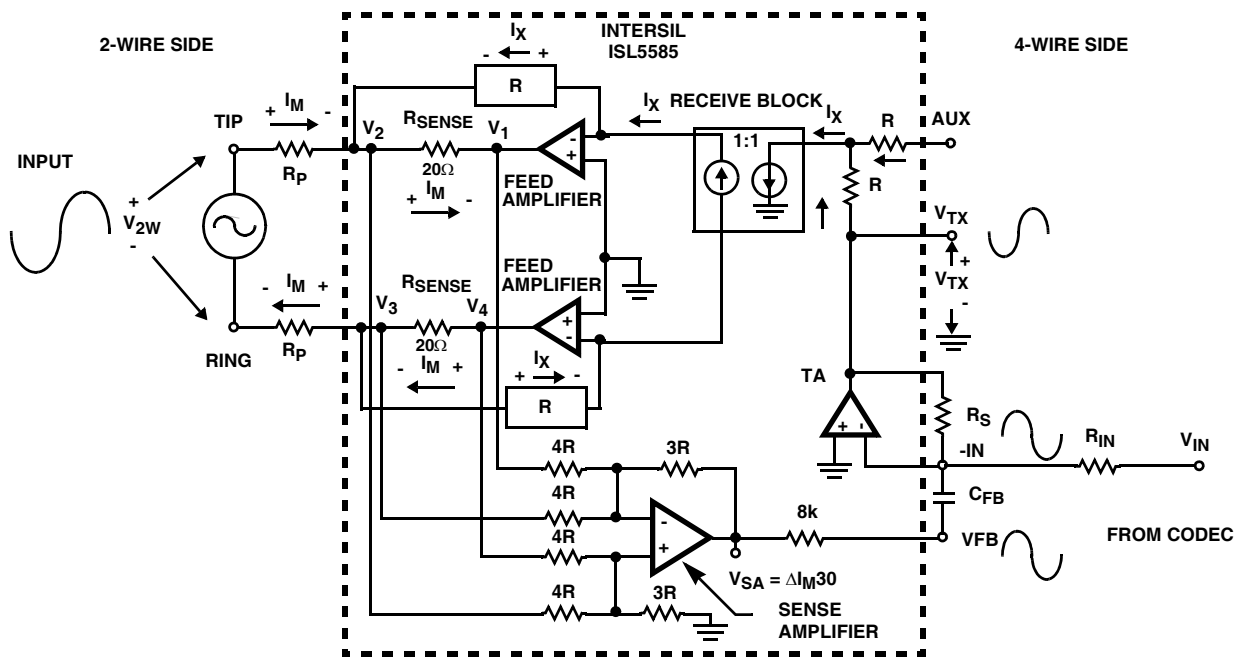 INTERSIL
ISL5585
2-WIRE SIDE
4-WIRE SIDE
I_X
- +
R
I_M
+ -
TIP
R_P
INPUT
+
V_2W
-
V_2
R_SENSE
20Ω
V_1
+ I_M -
FEED
AMPLIFIER
-
+
I_X
RECEIVE BLOCK
1:1
I_X
R
AUX
R
V_TX
+
V_TX
-
- I_M +
RING
R_P
V_3
R_SENSE
20Ω
V_4
- I_M +
FEED
AMPLIFIER
+
-
+ I_X -
R
TA
+ -
R_S
-IN
R_IN
V_IN
C_FB
VFB
FROM CODEC
4R
3R
4R
4R
4R
3R
-
+
8k
V_SA = ΔI_M30
SENSE
AMPLIFIER